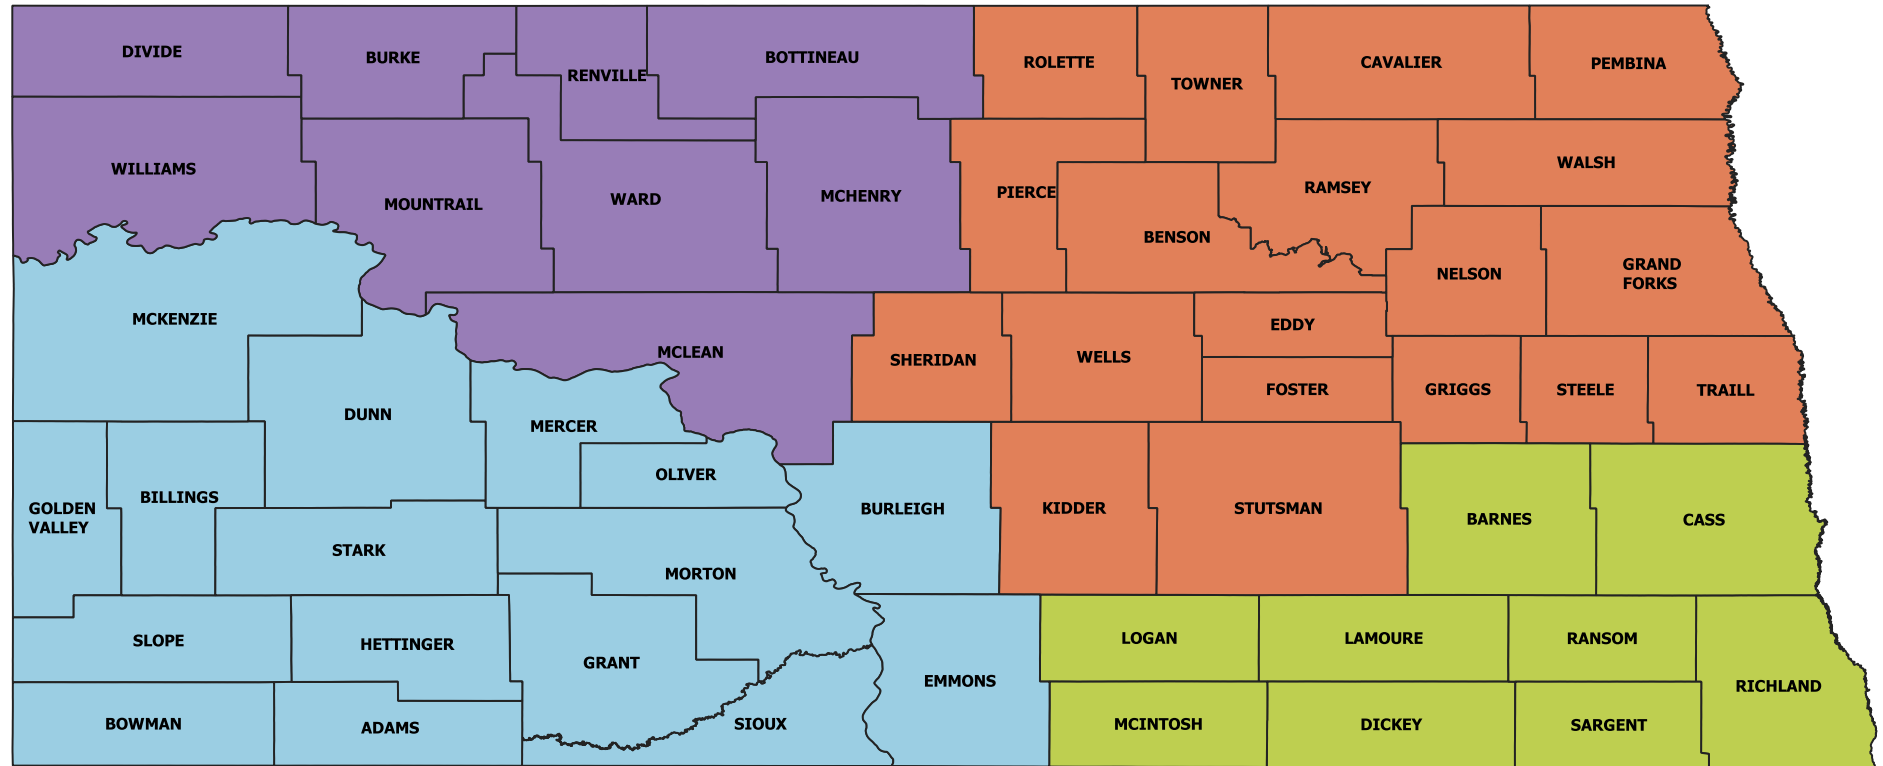 DIVIDE
BURKE
RENVILLE
BOTTINEAU
ROLETTE
TOWNER
CAVALIER
PEMBINA
WILLIAMS
MOUNTRAIL
WARD
MCHENRY
PIERCE
BENSON
RAMSEY
WALSH
MCKENZIE
NELSON
GRAND
FORKS
DUNN
MCLEAN
SHERIDAN
WELLS
EDDY
FOSTER
GRIGGS
STEELE
TRAILL
MERCER
OLIVER
GOLDEN
VALLEY
BILLINGS
STARK
MORTON
BURLEIGH
KIDDER
STUTSMAN
BARNES
CASS
SLOPE
HETTINGER
GRANT
EMMONS
LOGAN
LAMOURE
RANSOM
RICHLAND
BOWMAN
ADAMS
SIOUX
MCINTOSH
DICKEY
SARGENT